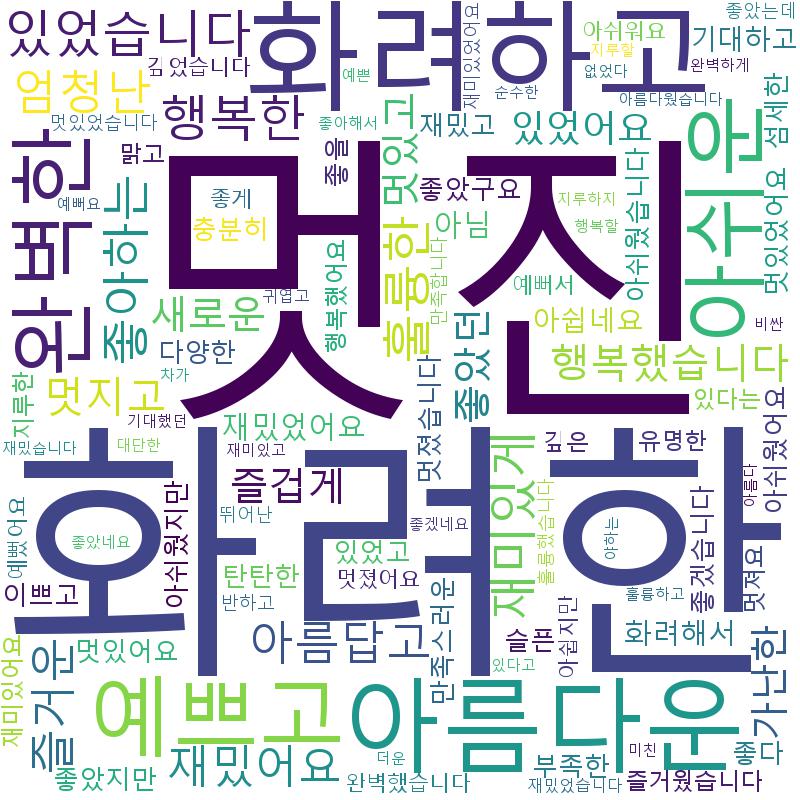 있었습니다
화려하고
아쉬워요
좋았는데
지루할
기대하고
없었다
완벽하게
깊었습니다
예쁜
재미있었어요
순수한
아름다웠습니다
엄청난
멋있었습니다
행복한
좋아해서
멋있고
재밌고
있었어요
아쉬운
섬세한
맑고
좋을
완벽한
멋진
좋았구요
지루하지
아쉬웠습니다
예뻐요
좋아하는
좋게
충분히
훌륭한
아님
행복할
만족합니다
행복했어요
멋있었어요
귀엽고
예뻐서
새로운
좋았던
아쉽네요
비싼
다양한
차가
행복했습니다
지루한
멋지고
멋졌습니다
있다는
기대했던
재밌었어요
아쉬웠어요
재밌습니다
대단한
재미있고
화려한
재미있게
깊은
유명한
즐겁게
아름다
아쉬웠지만
훌륭했습니다
좋겠습니다
예뻤어요
뛰어난
좋겠네요
좋았네요
야하는
있었고
탄탄한
멋졌어요
멋져요
이쁘고
반하고
훌륭하고
만족스러운
아쉽지만
아름답고
슬픈
화려해서
재미있어요
즐거운
멋있어요
있다고
가난한
예쁘고
아름다운
재밌어요
더운
미친
좋다
좋았지만
완벽했습니다
부족한
재밌었습니다
즐거웠습니다